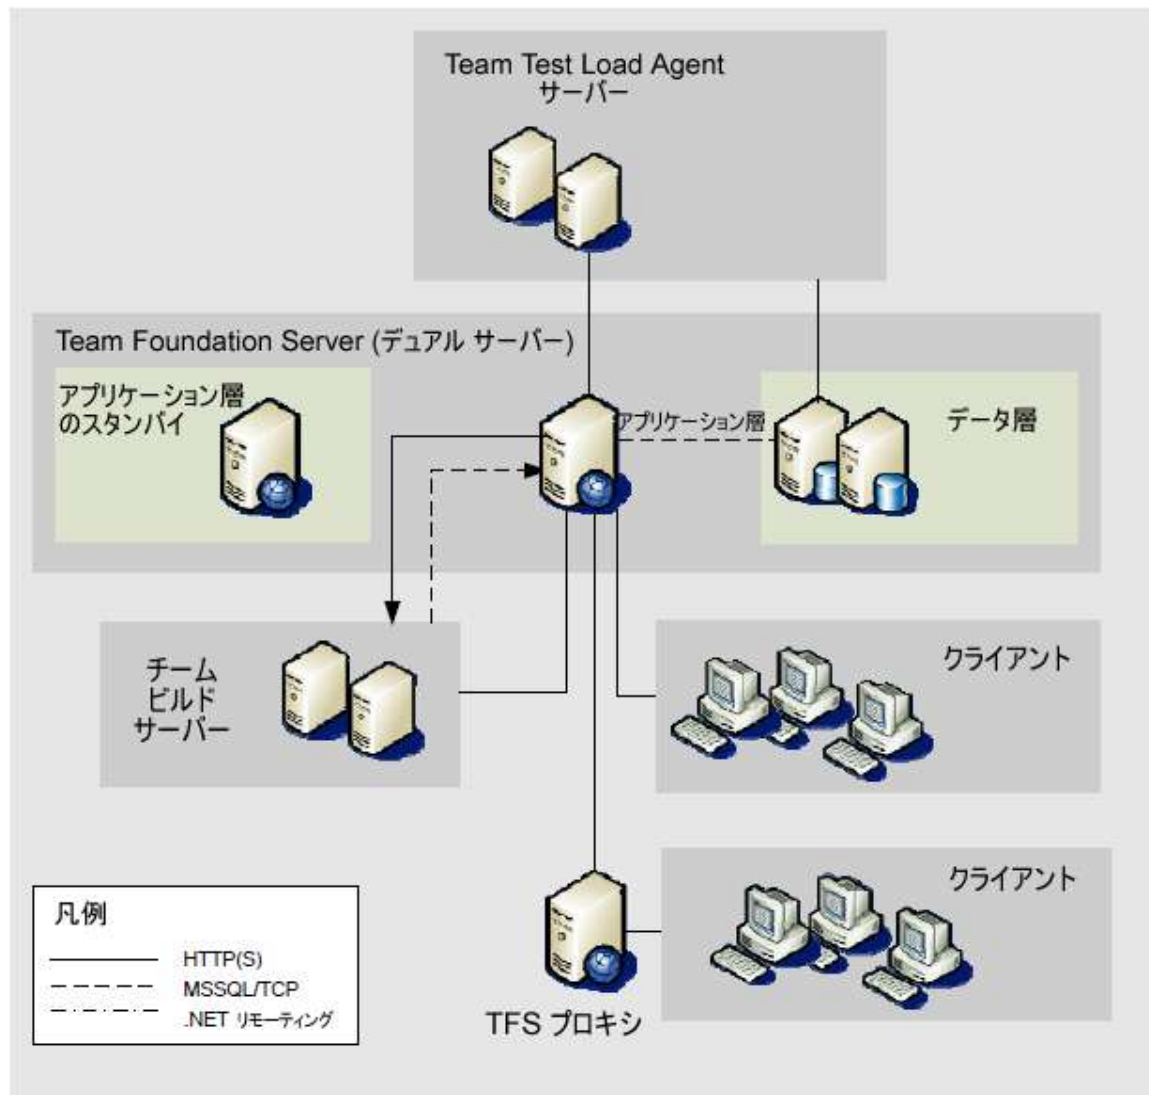 Team Test Load Agent
サーバー
Team Foundation Server (デュアル サーバー)
アプリケーション層
のスタンバイ
アプリケーション層
データ層
チーム
ビルド
サーバー
クライアント
クライアント
TFS プロキシ
凡例
HTTP(S)
MSSQL/TCP
.NET リモーティング